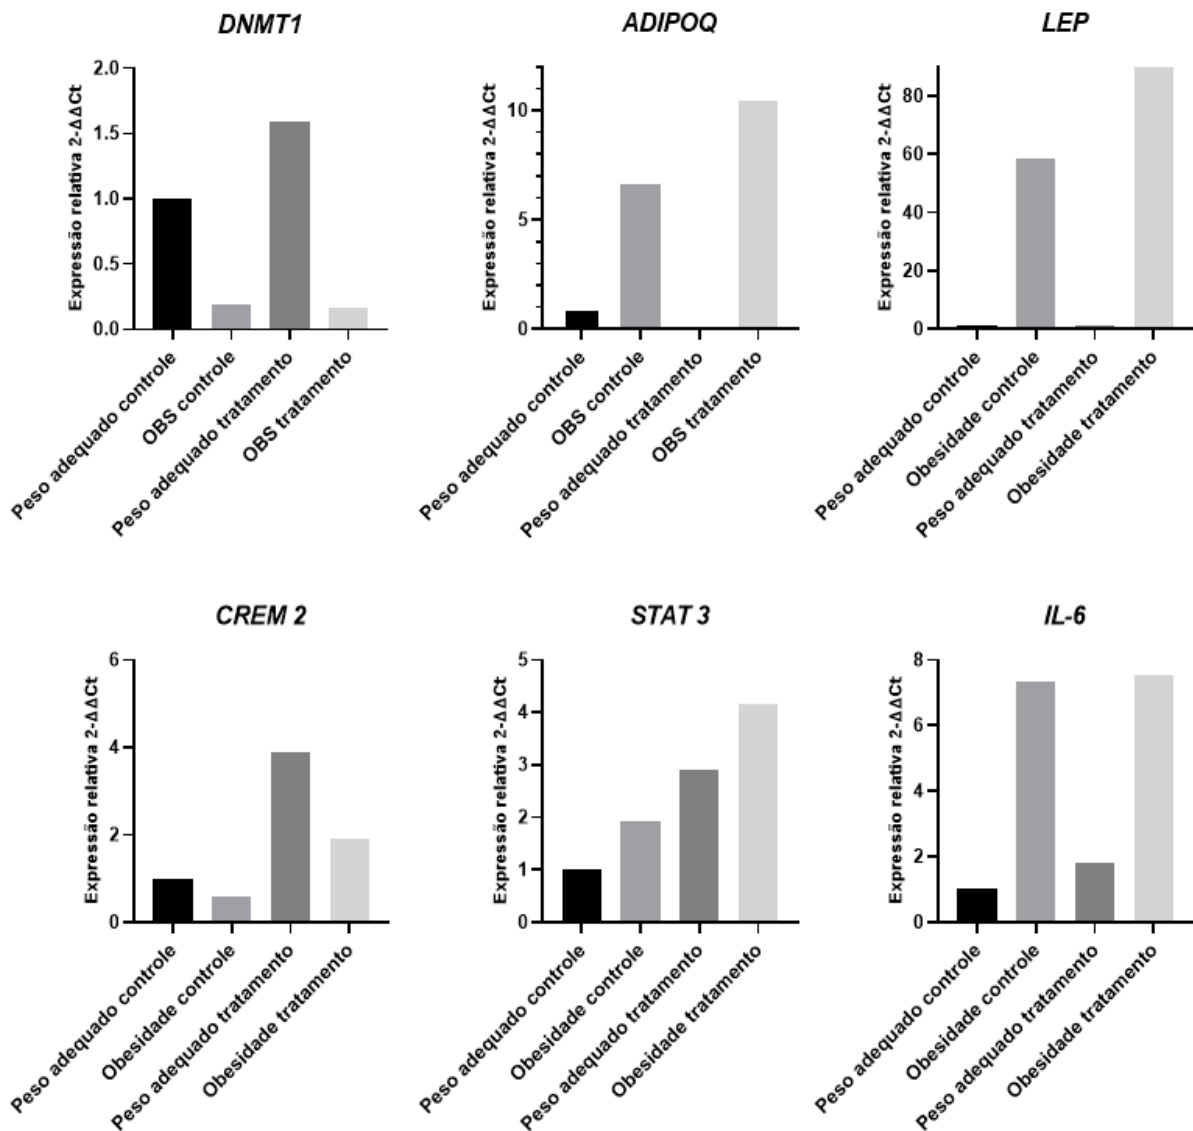 DNMT1
Expressão relativa 2-ΔΔCt
2.0
1.5
1.0
0.5
0.0
Peso adequado controle
OBS controle
Peso adequado tratamento
OBS tratamento
ADIPOQ
Expressão relativa 2-ΔΔCt
10
5
0
Peso adequado controle
OBS controle
Peso adequado tratamento
OBS tratamento
LEP
Expressão relativa 2-ΔΔCt
80
60
40
20
0
Peso adequado controle
Obesidade controle
Peso adequado tratamento
Obesidade tratamento
CREM 2
Expressão relativa 2-ΔΔCt
6
4
2
0
Peso adequado controle
Obesidade controle
Peso adequado tratamento
Obesidade tratamento
STAT 3
Expressão relativa 2-ΔΔCt
5
4
3
2
1
0
Peso adequado controle
Obesidade controle
Peso adequado tratamento
Obesidade tratamento
IL-6
Expressão relativa 2-ΔΔCt
8
6
4
2
0
Peso adequado controle
Obesidade controle
Peso adequado tratamento
Obesidade tratamento